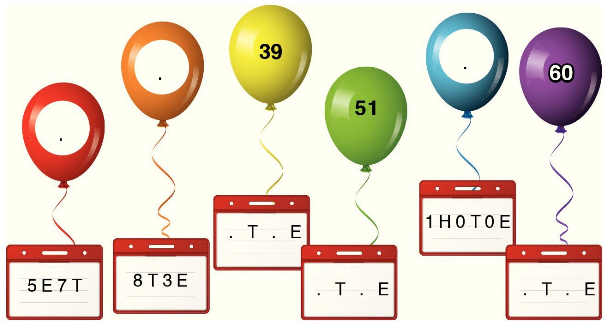 .
.
39
51
.
60
5E7T
8T3E
. T . E
. T . E
1H0T0E
. T . E